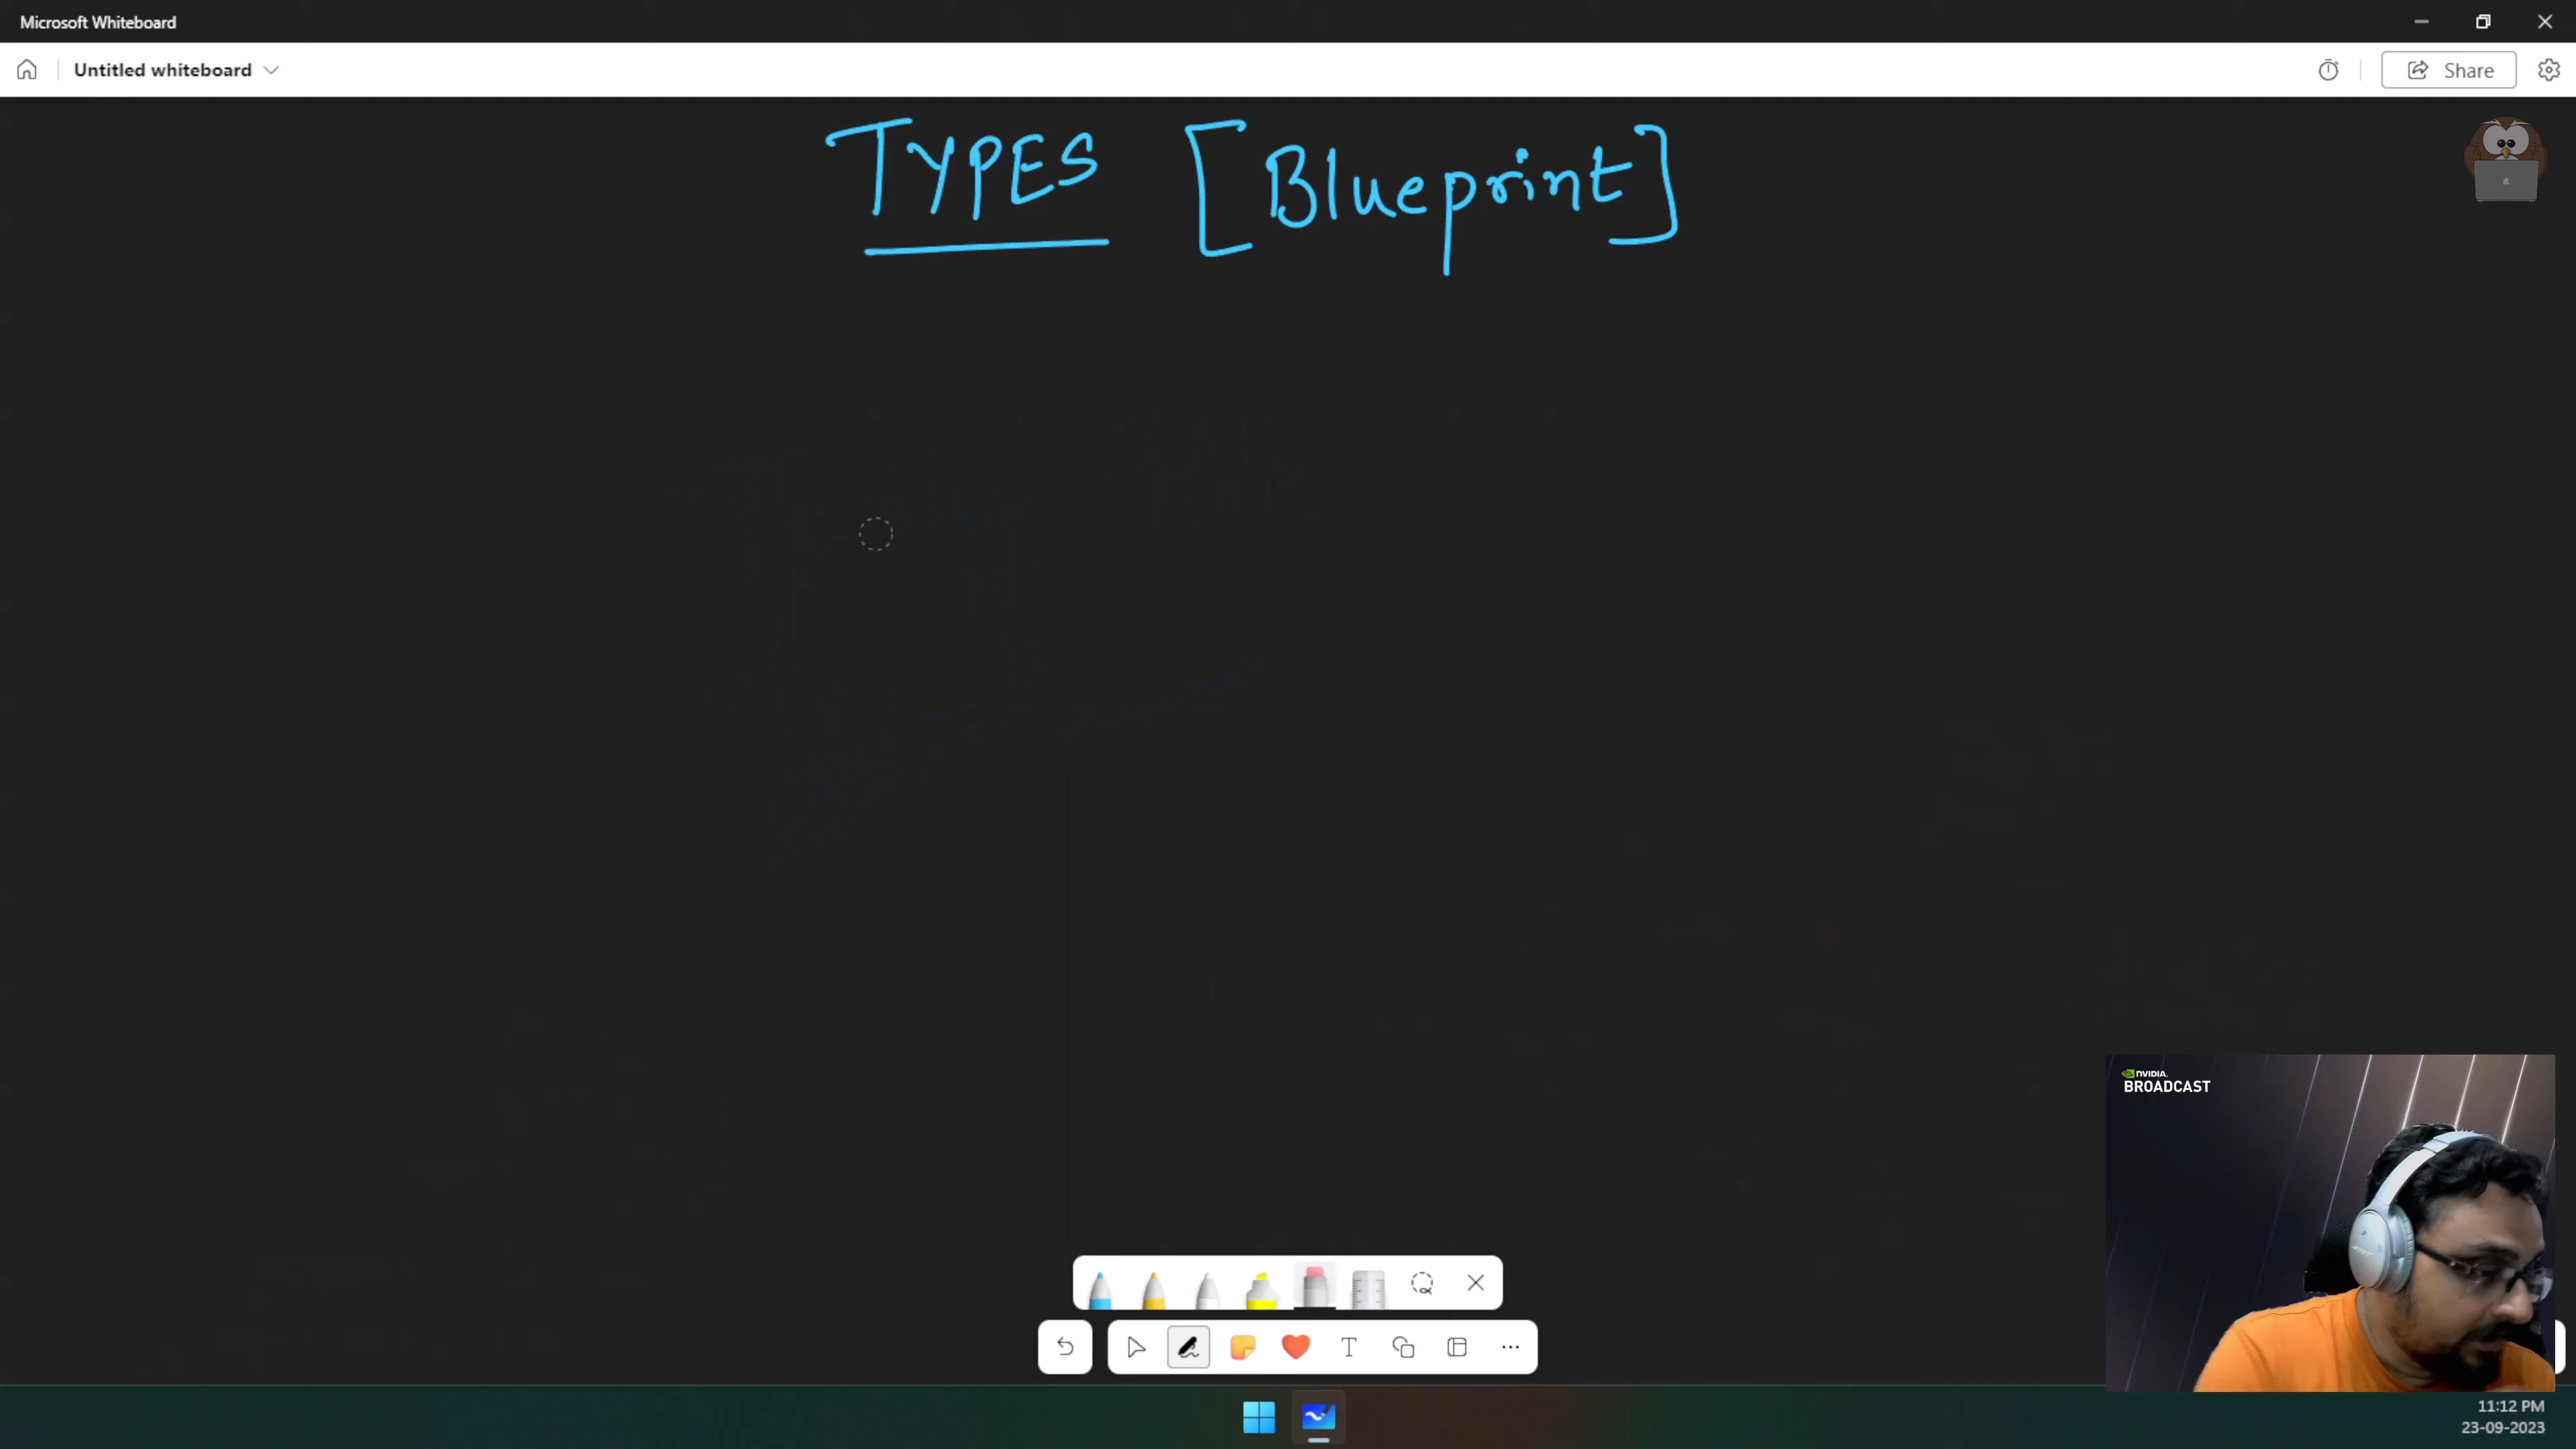 Microsoft Whiteboard
Untitled whiteboard
Share
TYPES [Blueprint]
NVIDIA.
BROADCAST
11:12 PM
23-09-2023